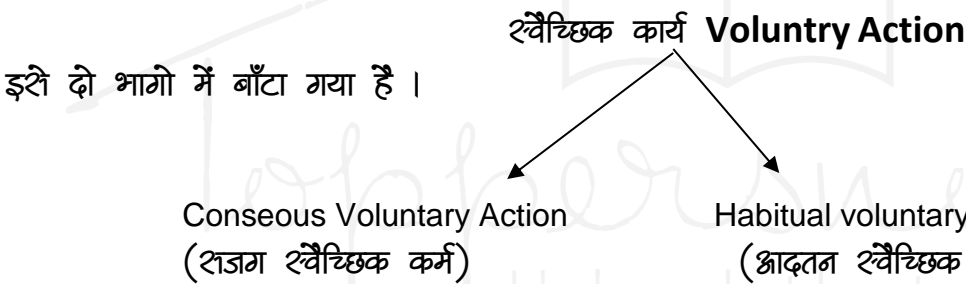 स्वैच्छिक कार्य Voluntry Action
इसे दो भागो में बाँटा गया है ।
Conseous Voluntary Action Habitual voluntary
(सजग स्वैच्छिक कर्म) (आदतन स्वैच्छिक